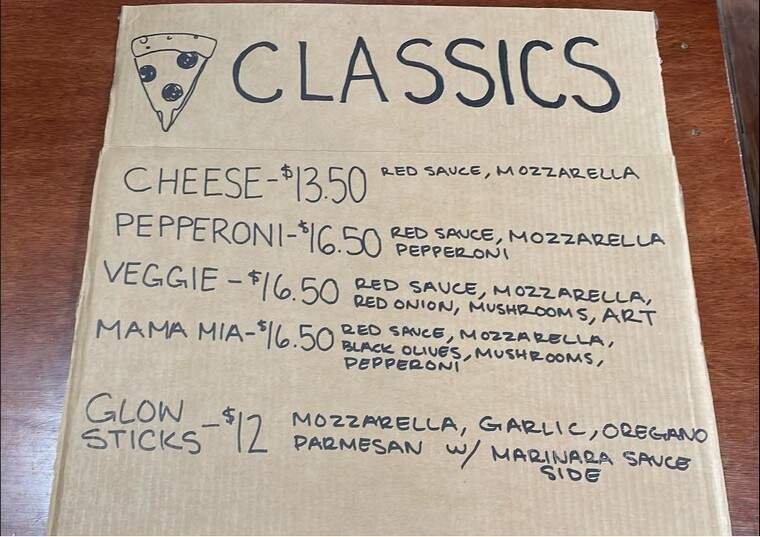 CLASSICS
CHEESE-$13.50 RED SAUCE, MOZZARELLA
PEPPERONI-$16.50 RED SAUCE, MOZZARELLA
PEPPERONI
VEGGIE-$16.50 RED SAUCE, MOZZARELLA,
RED ONION, MUSHROOMS, ART
MAMA MIA-$16.50 RED SAUCE, MOZZARELLA,
BLACK OLIVES, MUSHROOMS,
PEPPERONI
GLOW
STICKS-$12 MOZZARELLA, GARLIC, OREGANO
PARMESAN W/ MARINARA SAUCE
SIDE